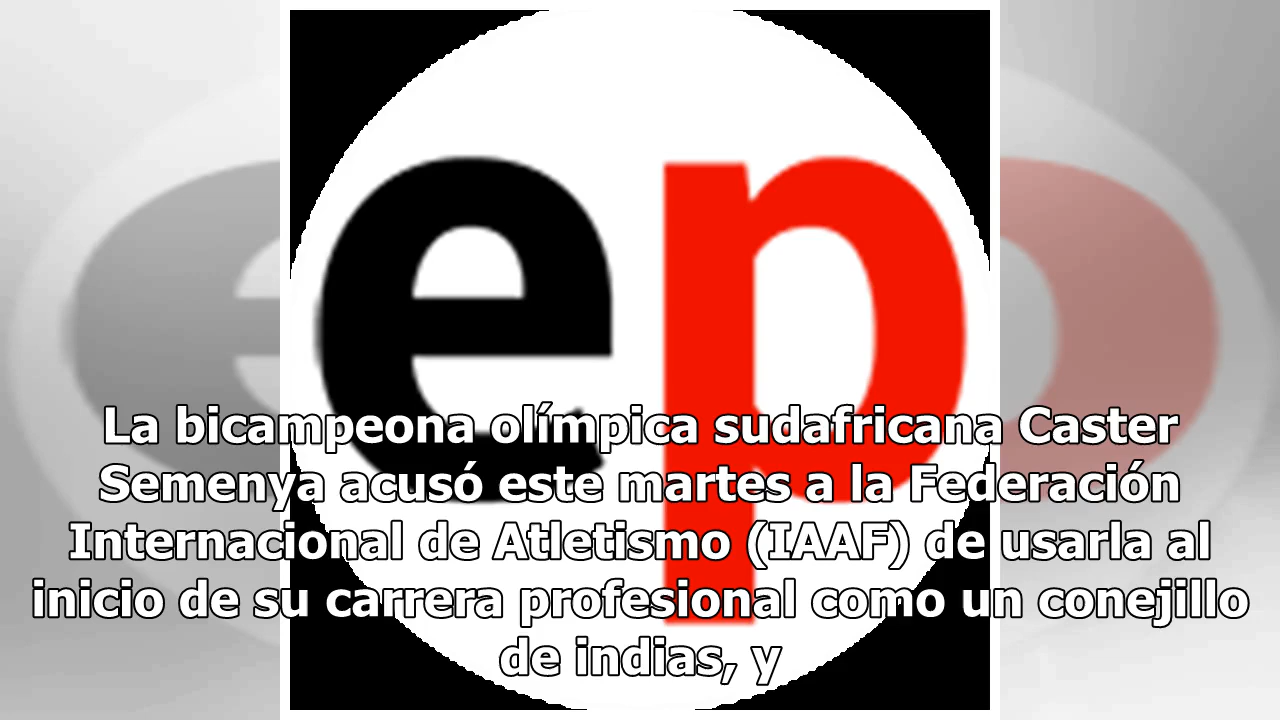 ep
La bicampeona olímpica sudafricana Caster
Semenya acusó este martes a la Federación
Internacional de Atletismo (IAAF) de usarla al
inicio de su carrera profesional como un conejillo
de indias, y